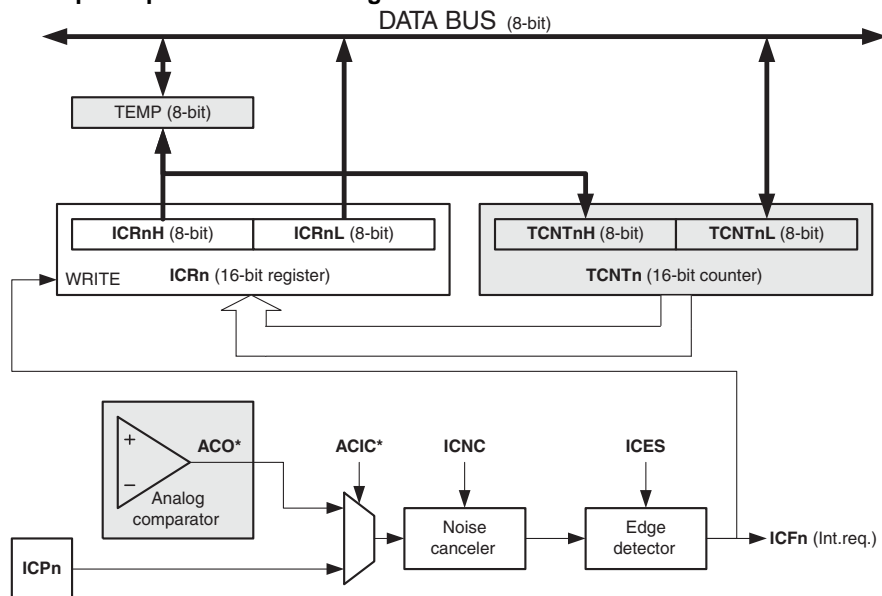 DATA BUS (8-bit)
TEMP (8-bit)
ICRnH (8-bit)
ICRnL (8-bit)
TCNTnH (8-bit)
TCNTnL (8-bit)
WRITE
ICRn (16-bit register)
TCNTn (16-bit counter)
+
ACO*
ACIC*
ICNC
ICES
–
Analog
comparator
Noise
canceler
Edge
detector
ICFn (Int.req.)
ICPn